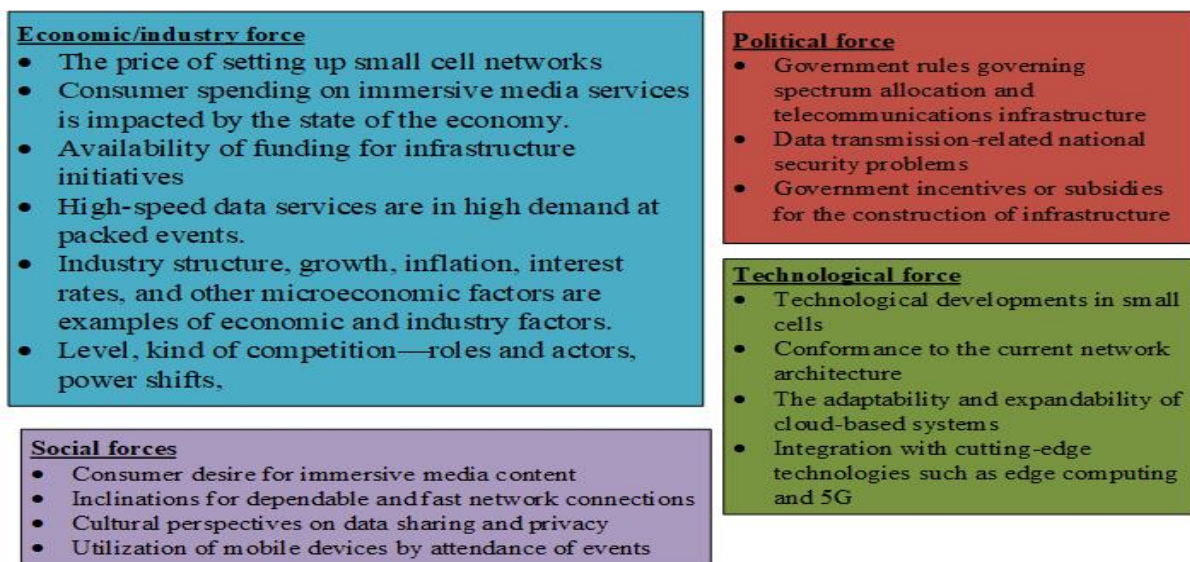 Economic/industry force
• The price of setting up small cell networks
• Consumer spending on immersive media services
is impacted by the state of the economy.
• Availability of funding for infrastructure
initiatives
• High-speed data services are in high demand at
packed events.
• Industry structure, growth, inflation, interest
rates, and other microeconomic factors are
examples of economic and industry factors.
• Level, kind of competition—roles and actors,
power shifts,
Political force
• Government rules governing
spectrum allocation and
telecommunications infrastructure
• Data transmission-related national
security problems
• Government incentives or subsidies
for the construction of infrastructure
Technological force
• Technological developments in small
cells
• Conformance to the current network
architecture
• The adaptability and expandability of
cloud-based systems
• Integration with cutting-edge
technologies such as edge computing
and 5G
Social forces
• Consumer desire for immersive media content
• Inclinations for dependable and fast network connections
• Cultural perspectives on data sharing and privacy
• Utilization of mobile devices by attendance of events